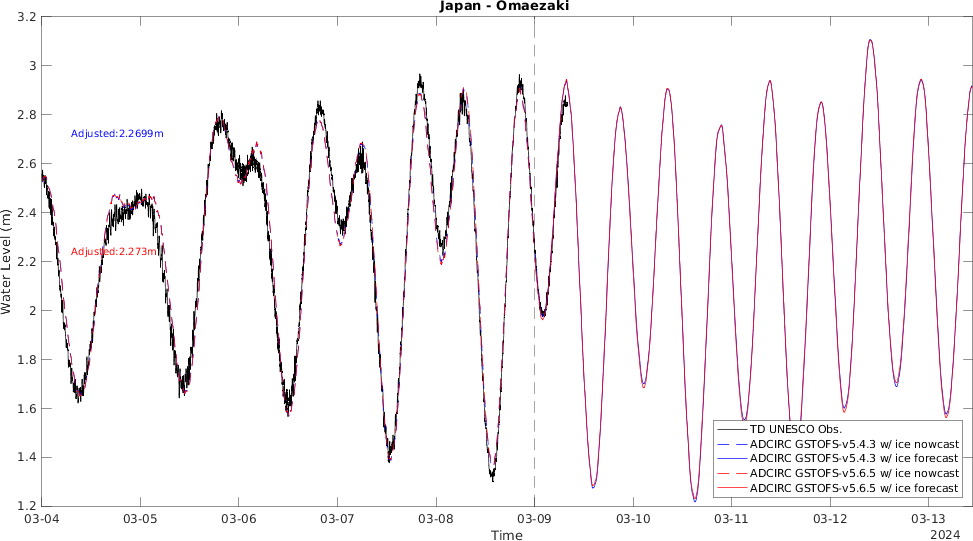 Japan - Omaezaki
3.2
3
2.8
2.6
2.4
2.2
2
1.8
1.6
1.4
1.2
Water Level (m)
Adjusted:2.2699m
Adjusted:2.273m
TD UNESCO Obs.
ADCIRC GSTOFS-v5.4.3 w/ ice nowcast
ADCIRC GSTOFS-v5.4.3 w/ ice forecast
ADCIRC GSTOFS-v5.6.5 w/ ice nowcast
ADCIRC GSTOFS-v5.6.5 w/ ice forecast
03-04 03-05 03-06 03-07 03-08 03-09 03-10 03-11 03-12 03-13
Time
2024